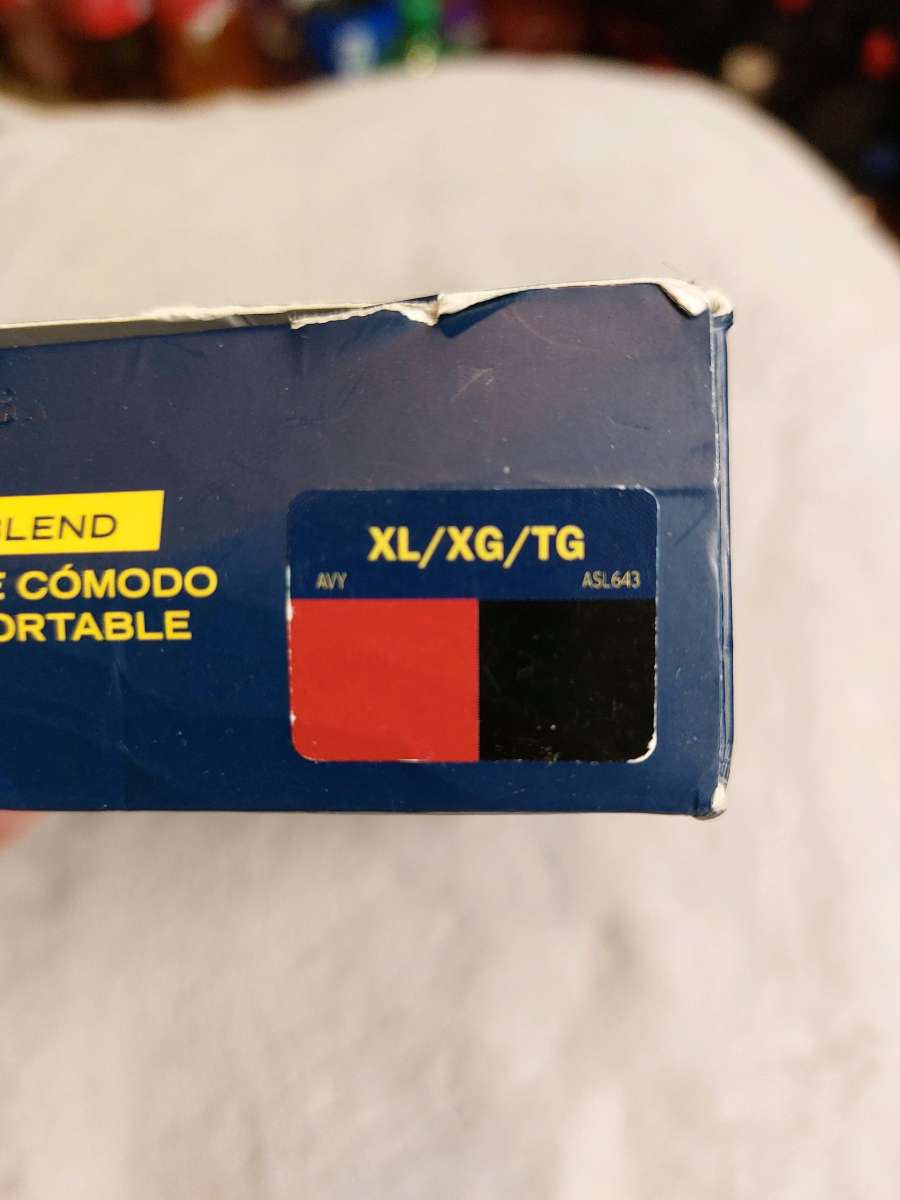 BLEND
E CÓMODO
ORTABLE
XL/XG/TG
AVY ASL643